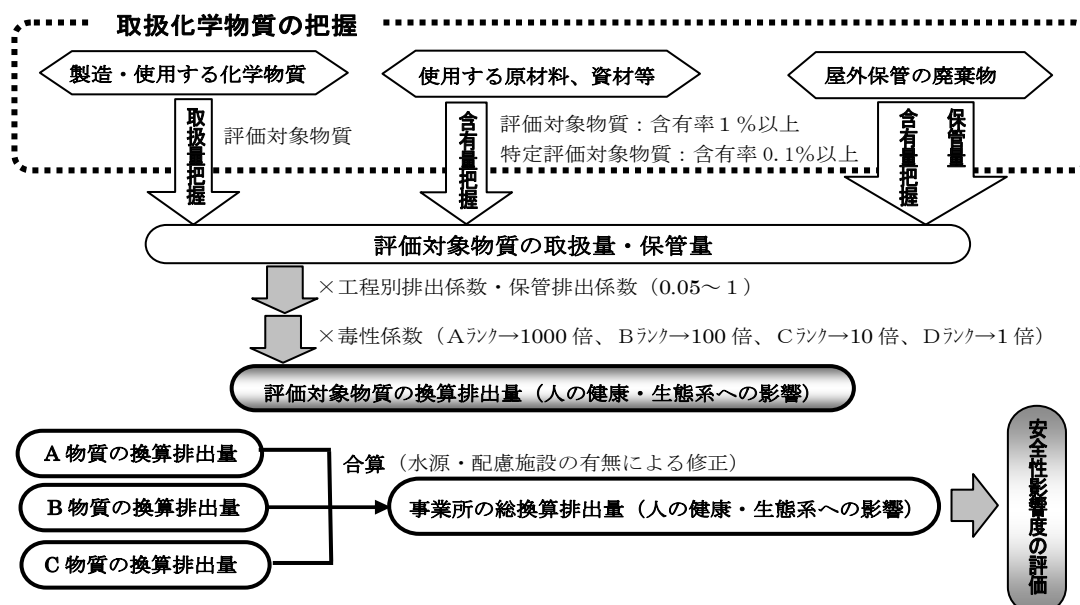 取扱化学物質の把握
製造・使用する化学物質
使用する原材料、資材等
屋外保管の廃棄物
取扱量把握
評価対象物質
含有量把握
評価対象物質：含有率１%以上
特定評価対象物質：含有率 0.1%以上
保管量
含有量把握
評価対象物質の取扱量・保管量
×工程別排出係数・保管排出係数（0.05～１）
×毒性係数（Aﾗﾝｸ→1000 倍、Bﾗﾝｸ→100 倍、Cﾗﾝｸ→10 倍、Dﾗﾝｸ→1 倍）
評価対象物質の換算排出量（人の健康・生態系への影響）
A 物質の換算排出量
B 物質の換算排出量
C 物質の換算排出量
合算（水源・配慮施設の有無による修正）
事業所の総換算排出量（人の健康・生態系への影響）
安全性影響度の評価